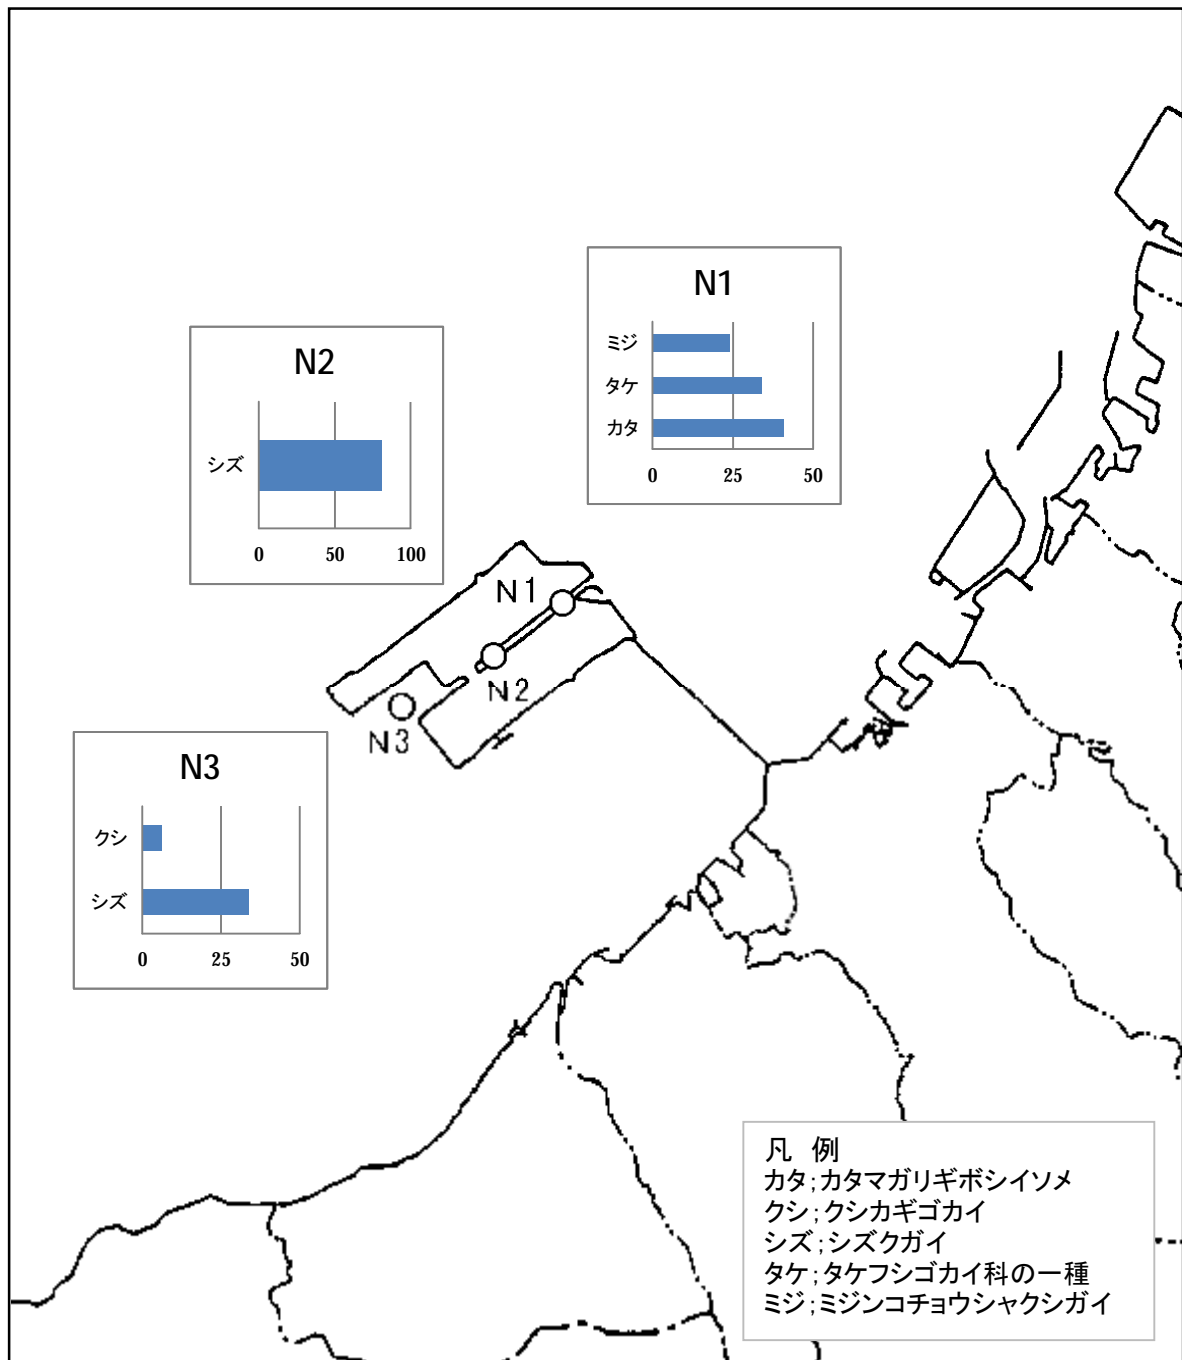 N1
ミジ
タケ
カタ
0 25 50
N2
シズ
0 50 100
N1
N2
N3
N3
クシ
シズ
0 25 50
凡 例
カタ;カタマガリギボシイソメ
クシ;クシカギゴカイ
シズ;シズクガイ
タケ;タケフシゴカイ科の一種
ミジ;ミジンコチョウシャクシガイ